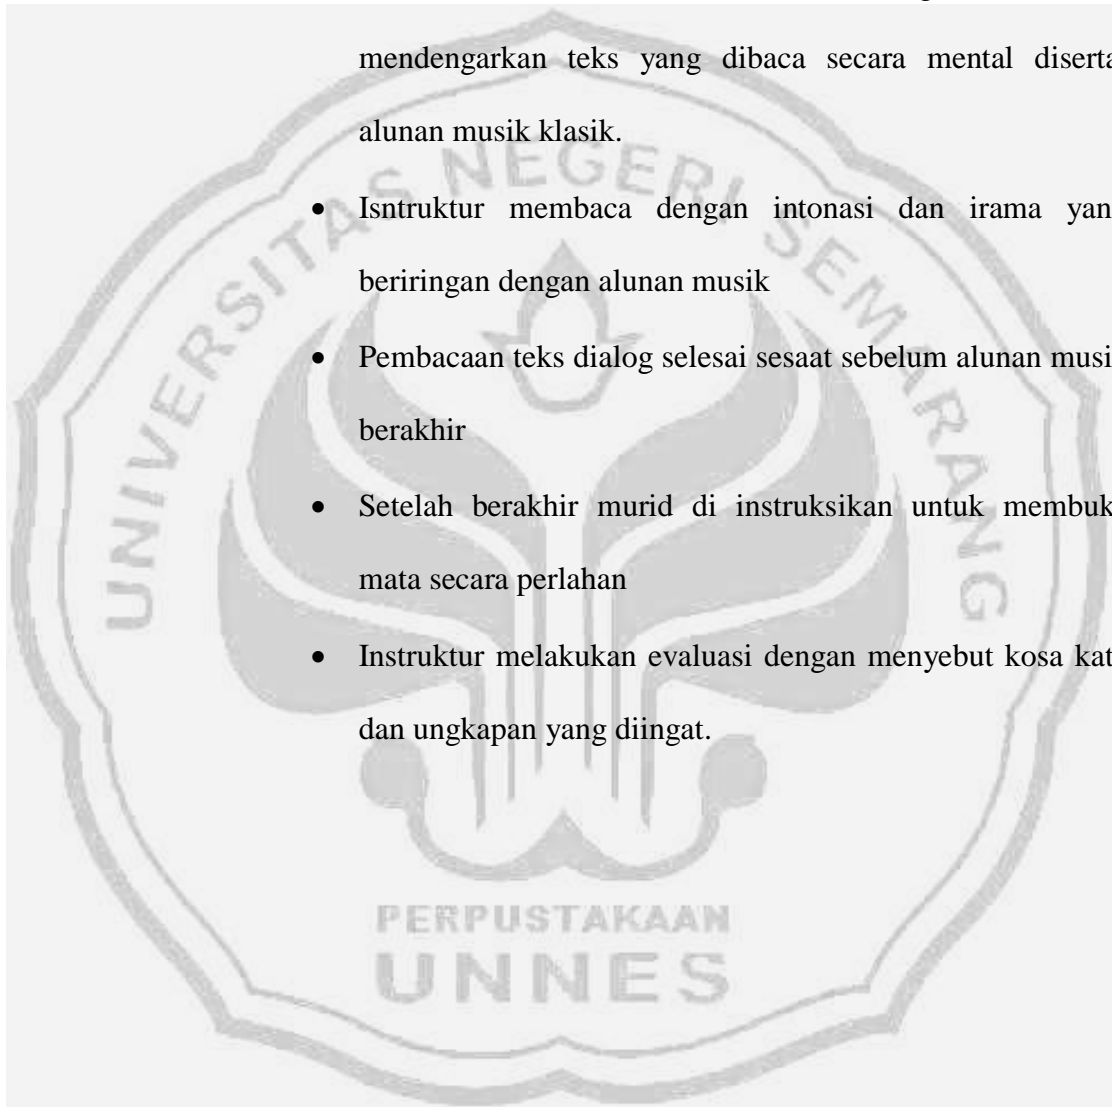 mendengarkan teks yang dibaca secara mental diserta
alunan musik klasik.
• Isntruktur membaca dengan intonasi dan irama yan
beriringan dengan alunan musik
• Pembacaan teks dialog selesai sesaat sebelum alunan musi
berakhir
• Setelah berakhir murid di instruksikan untuk membuk
mata secara perlahan
• Instruktur melakukan evaluasi dengan menyebut kosa kat
dan ungkapan yang diingat.
UNIVERSITAS NEGERI SEMARANG
PERPUSTAKAAN
UNNES